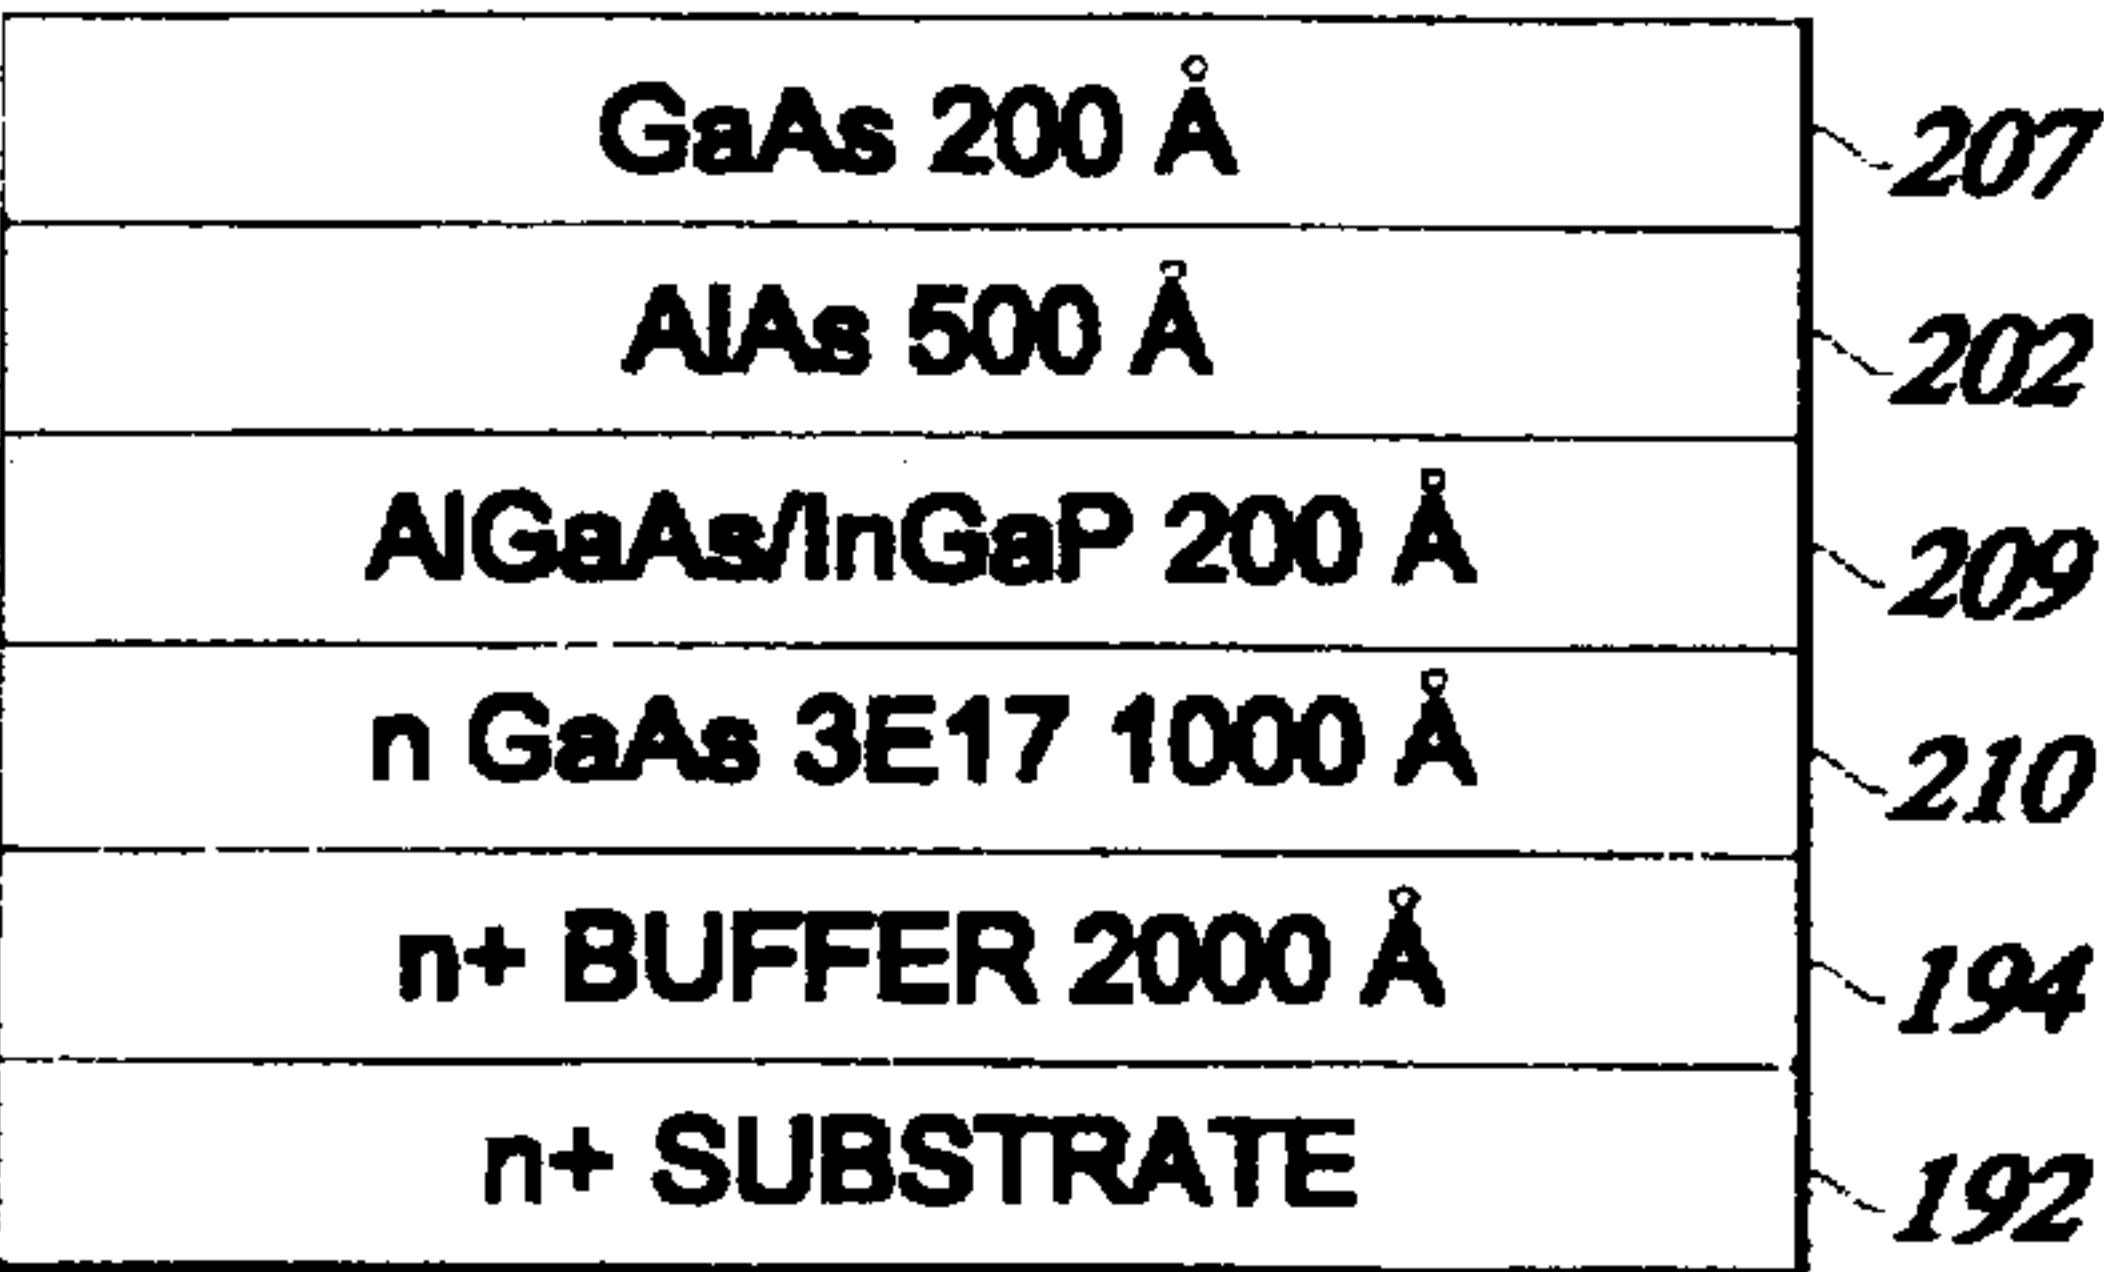 GaAs 200 Å 207
AlAs 500 Å 202
AlGaAs/InGaP 200 Å 209
n GaAs 3E17 1000 Å 210
n+ BUFFER 2000 Å 194
n+ SUBSTRATE 192